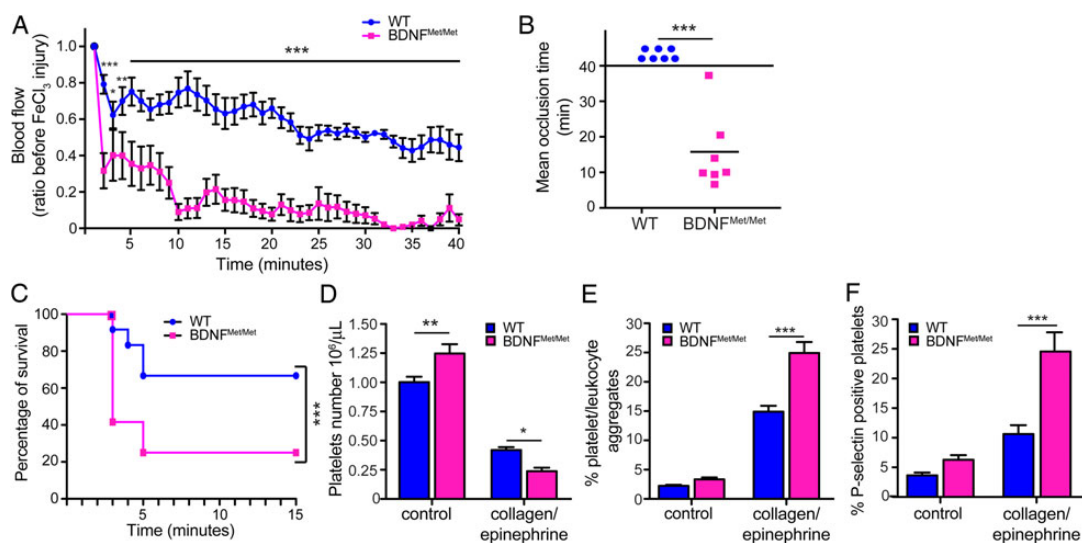 A
WT
BDNF^Met/Met
***
***
*
**
1.0
0.8
0.6
0.4
0.2
0
5
10
15
20
25
30
35
40
Blood flow
(ratio before FeCl₃ injury)
Time (minutes)
B
***
50
40
30
20
10
0
Mean occlusion time
(min)
WT
BDNF^Met/Met
C
WT
BDNF^Met/Met
100
80
60
40
20
0
5
10
15
Percentage of survival
Time (minutes)
***
D
WT
BDNF^Met/Met
**
*
1.50
1.25
1.00
0.75
0.50
0.25
0
Platelets number 10⁶/µL
control
collagen/
epinephrine
E
WT
BDNF^Met/Met
***
30
25
20
15
10
5
0
% platelet/leukocyte
aggregates
control
collagen/
epinephrine
F
WT
BDNF^Met/Met
***
30
25
20
15
10
5
0
% P-selectin positive platelets
control
collagen/
epinephrine